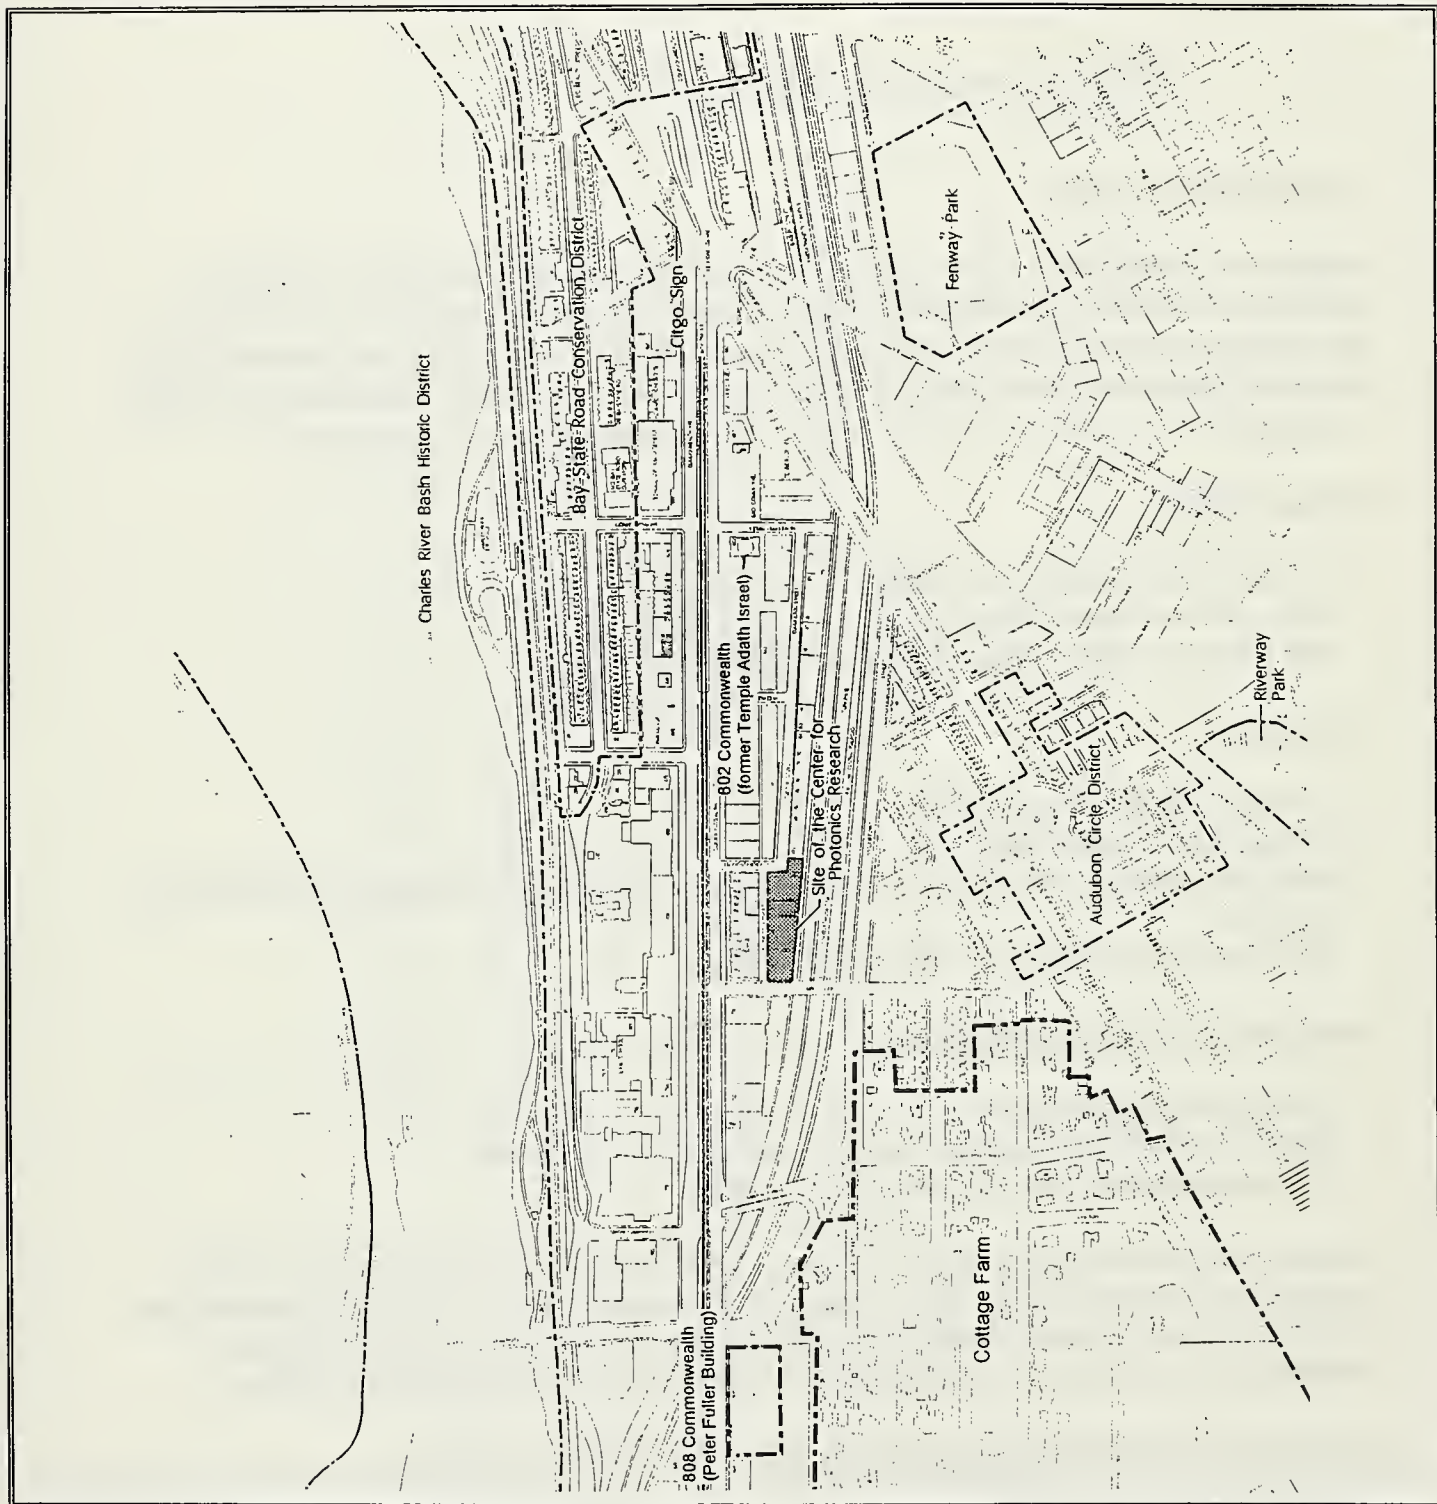 Charles River Basin Historic District
Bay State Road Conservation District
Citgo Sign
Fenway Park
802 Commonwealth
(former Temple Adath Israel)
Site of the Center for
Photonics Research
Riverway
Park
Audubon Circle District
808 Commonwealth
(Peter Fuller Building)
Cottage Farm